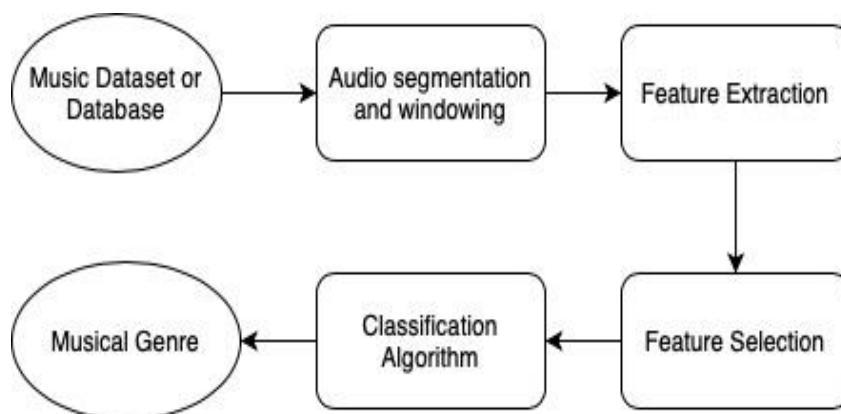 Music Dataset or
Database
Audio segmentation
and windowing
Feature Extraction
Feature Selection
Classification
Algorithm
Musical Genre